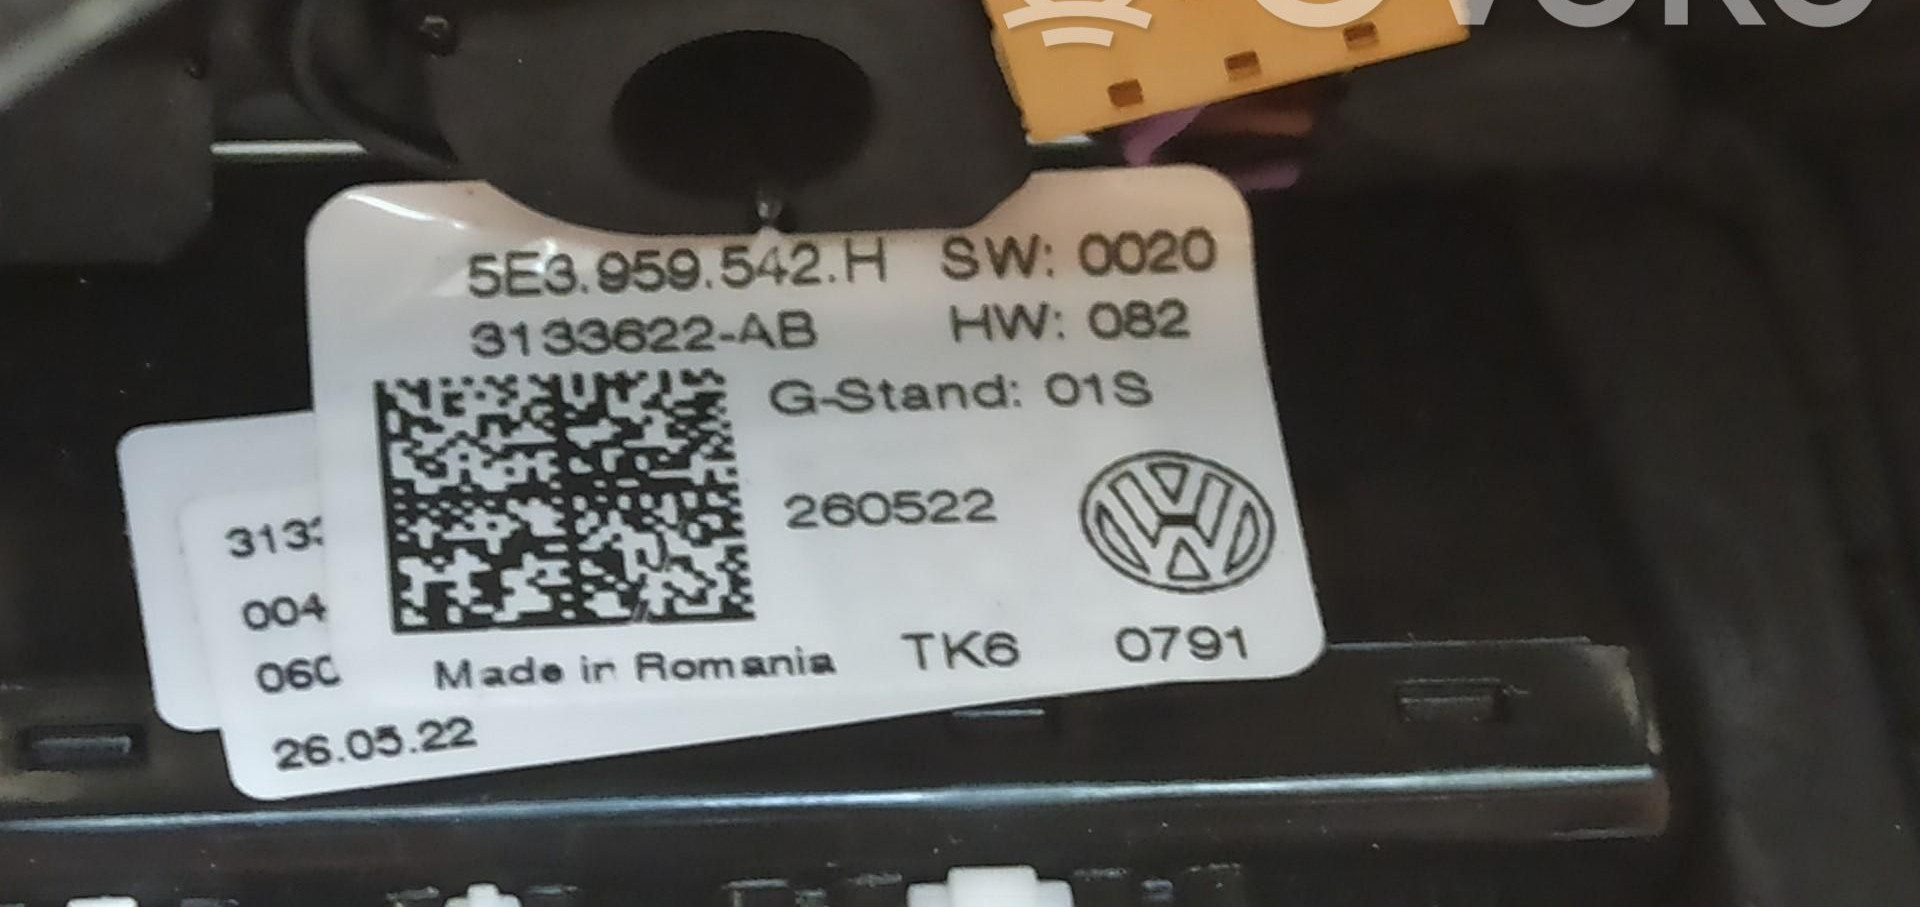 5E3.959.542.H SW: 0020
3133622-AB HW: 082
G-Stand: 01S
260522
Made in Romania TK6 0791
313
004
06
26.05.22